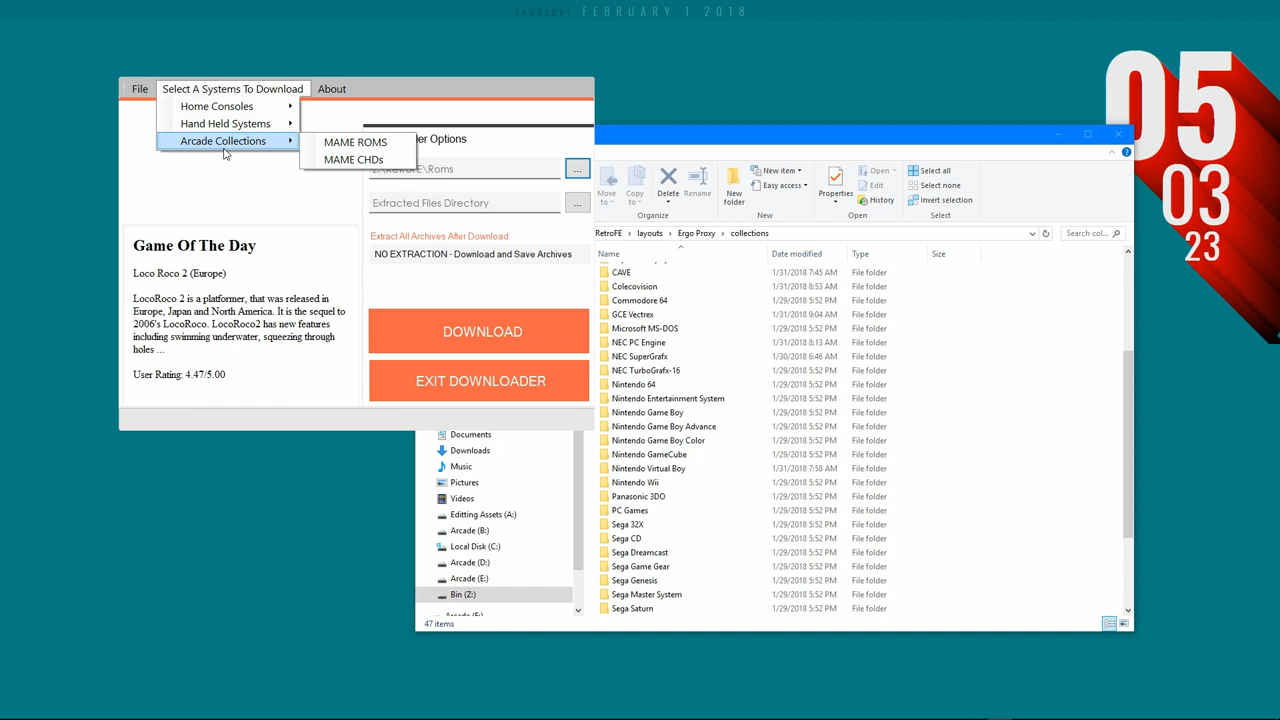 THURSDAY FEBRUARY 1 2018
05
03
23
File
Select A Systems To Download
About
Home Consoles
Hand Held Systems
Arcade Collections
MAME ROMS
MAME CHDs
Options
\Roms
...
Extracted Files Directory
...
Extract All Archives After Download
NO EXTRACTION - Download and Save Archives
DOWNLOAD
EXIT DOWNLOADER
Game Of The Day
Loco Roco 2 (Europe)
LocoRoco 2 is a platformer, that was released in
Europe, Japan and North America. It is the sequel to
2006's LocoRoco. LocoRoco2 has new features
including swimming underwater, squeezing through
holes ...
User Rating: 4.47/5.00
Move to
Copy to
Delete
Rename
Organize
New folder
New item
Easy access
New
Properties
Open
Edit
History
Open
Select all
Select none
Invert selection
Select
RetroFE
layouts
Ergo Proxy
collections
Search col...
Name
Date modified
Type
Size
CAVE 1/31/2018 7:45 AM File folder
Colecovision 1/31/2018 8:53 AM File folder
Commodore 64 1/29/2018 5:52 PM File folder
GCE Vectrex 1/31/2018 9:04 AM File folder
Microsoft MS-DOS 1/29/2018 5:52 PM File folder
NEC PC Engine 1/31/2018 8:13 AM File folder
NEC SuperGrafx 1/30/2018 6:46 AM File folder
NEC TurboGrafx-16 1/29/2018 5:52 PM File folder
Nintendo 64 1/29/2018 5:52 PM File folder
Nintendo Entertainment System 1/29/2018 5:52 PM File folder
Nintendo Game Boy 1/29/2018 5:52 PM File folder
Nintendo Game Boy Advance 1/29/2018 5:52 PM File folder
Nintendo Game Boy Color 1/29/2018 5:52 PM File folder
Nintendo GameCube 1/29/2018 5:52 PM File folder
Nintendo Virtual Boy 1/31/2018 7:58 AM File folder
Nintendo Wii 1/29/2018 5:52 PM File folder
Panasonic 3DO 1/29/2018 5:52 PM File folder
PC Games 1/29/2018 5:52 PM File folder
Sega 32X 1/29/2018 5:52 PM File folder
Sega CD 1/29/2018 5:52 PM File folder
Sega Dreamcast 1/29/2018 5:52 PM File folder
Sega Game Gear 1/29/2018 5:52 PM File folder
Sega Genesis 1/29/2018 5:52 PM File folder
Sega Master System 1/29/2018 5:52 PM File folder
Sega Saturn 1/29/2018 5:52 PM File folder
Documents
Downloads
Music
Pictures
Videos
Editting Assets (A:)
Arcade (B:)
Local Disk (C:)
Arcade (D:)
Arcade (E:)
Bin (Z:)
47 items